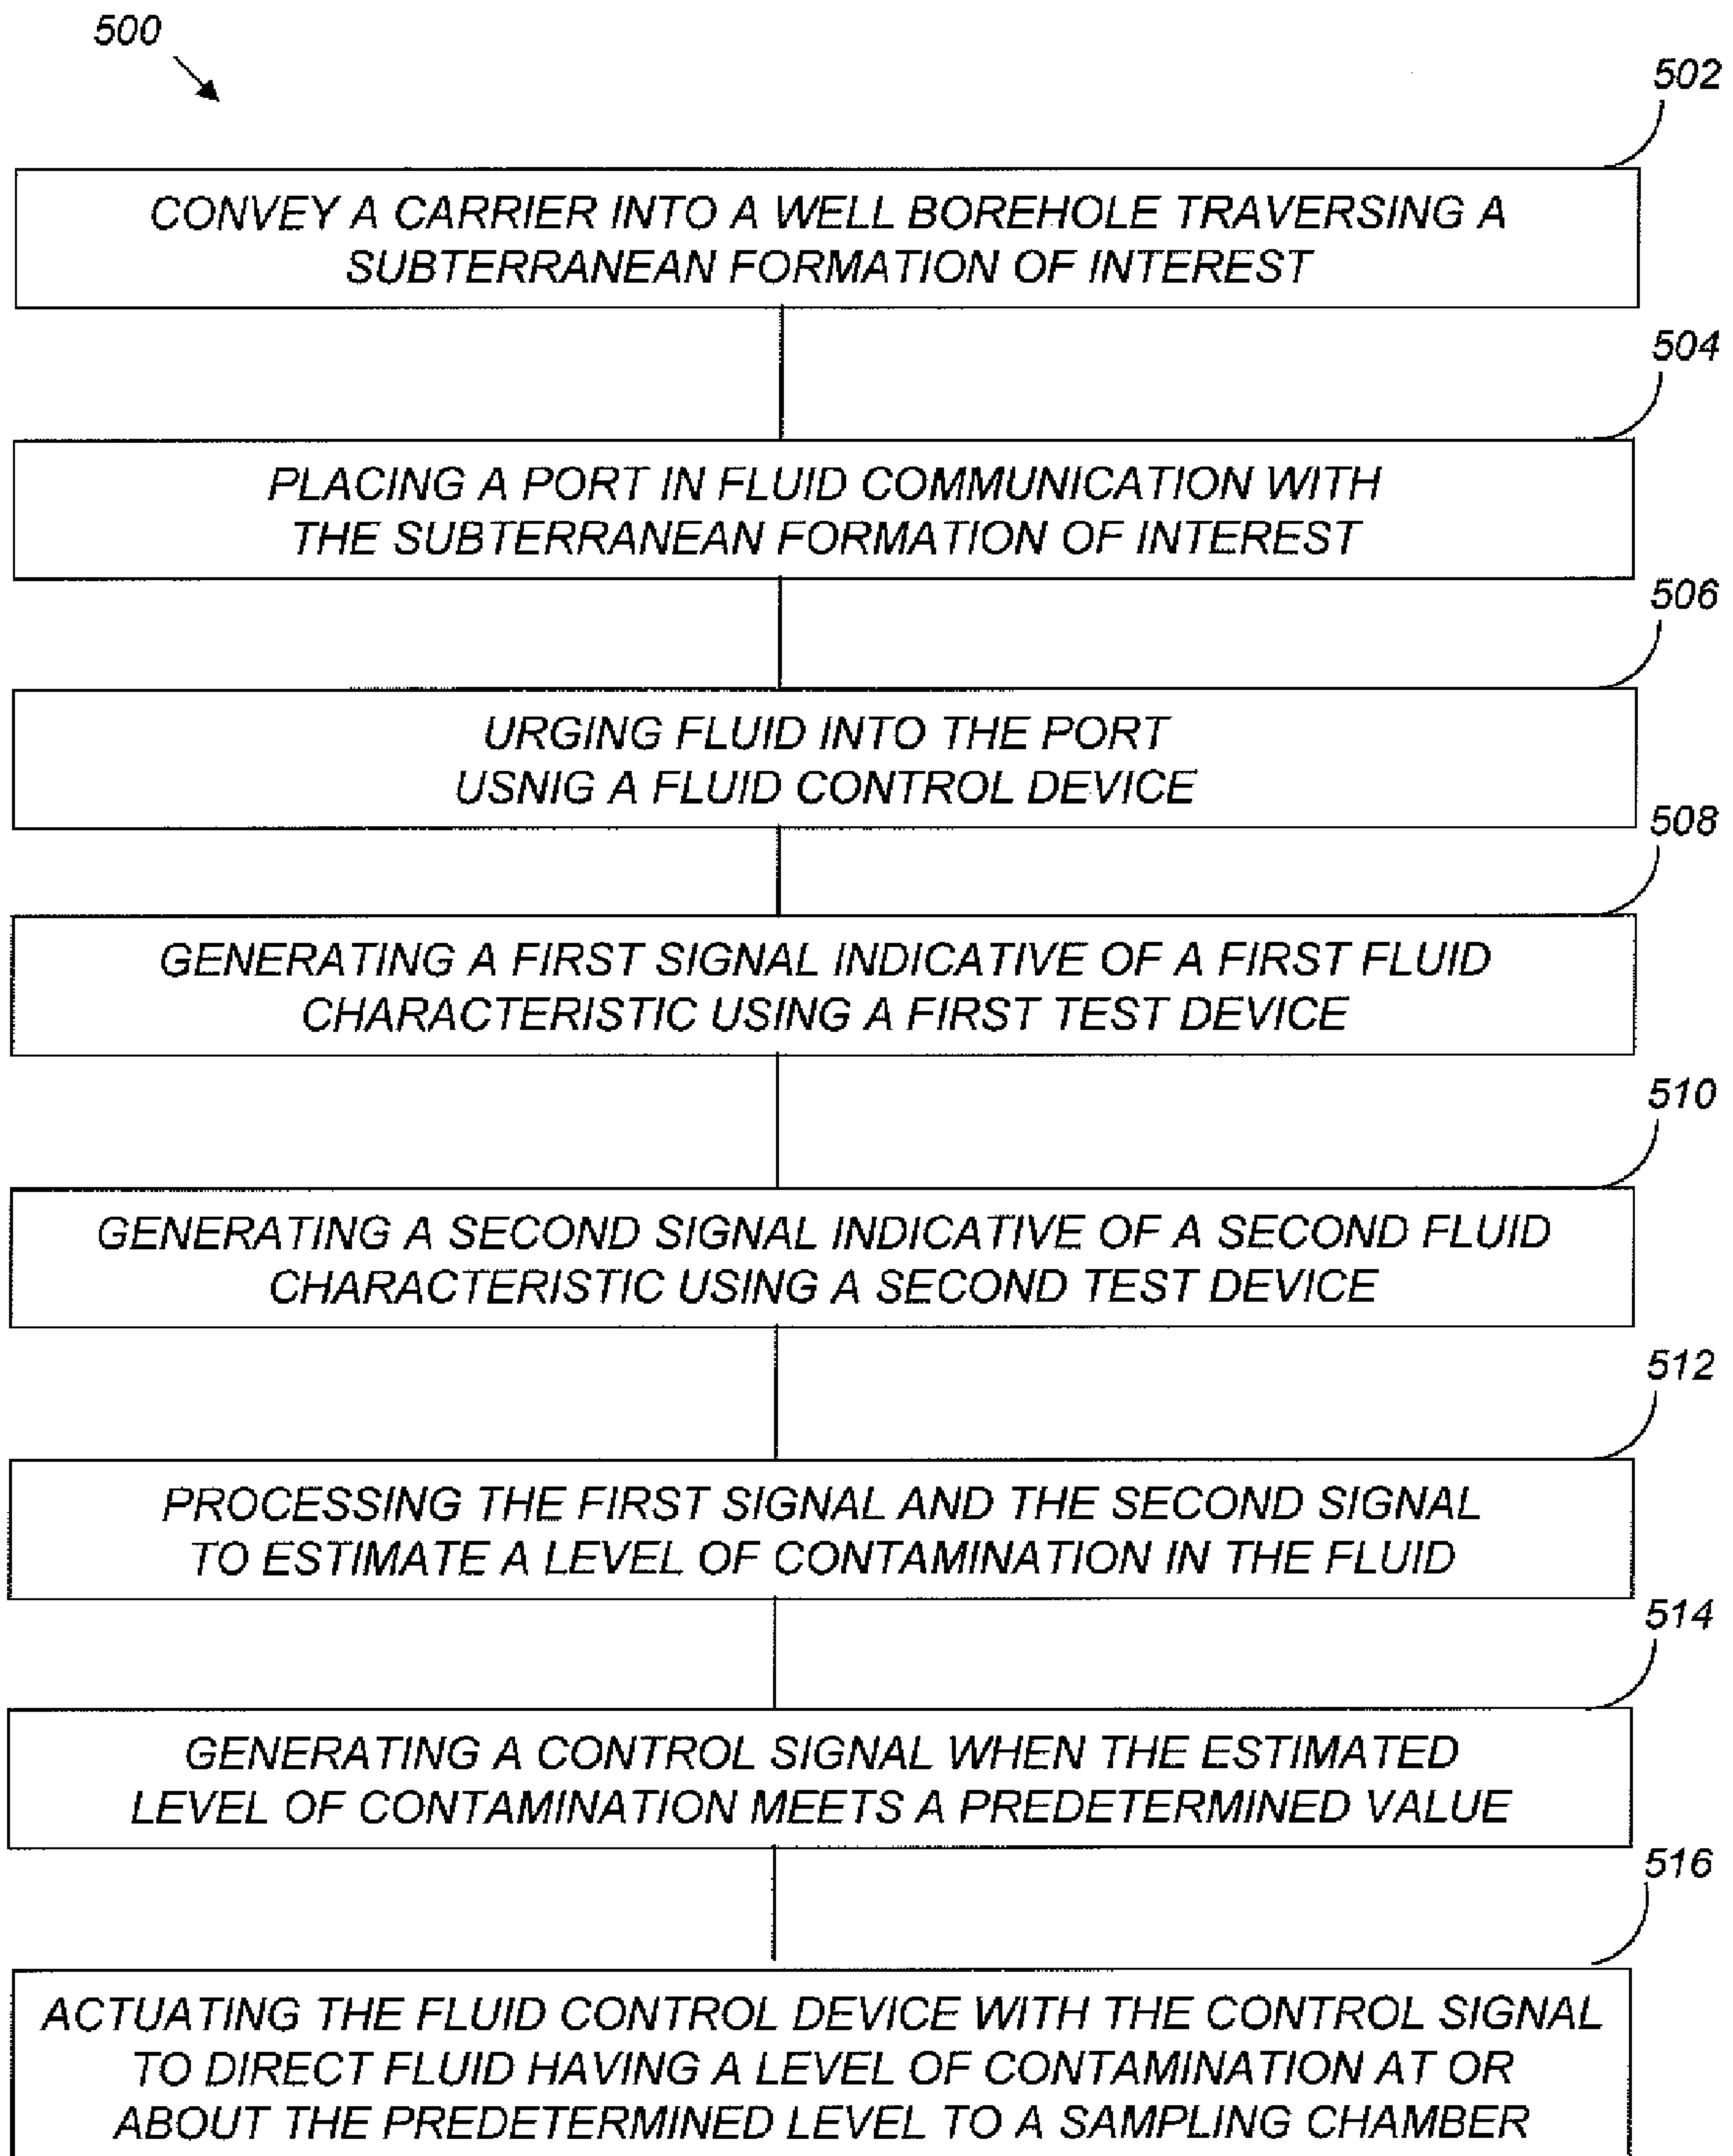 500
502
CONVEY A CARRIER INTO A WELL BOREHOLE TRAVERSING A
SUBTERRANEAN FORMATION OF INTEREST
504
PLACING A PORT IN FLUID COMMUNICATION WITH
THE SUBTERRANEAN FORMATION OF INTEREST
506
URGING FLUID INTO THE PORT
USNIG A FLUID CONTROL DEVICE
508
GENERATING A FIRST SIGNAL INDICATIVE OF A FIRST FLUID
CHARACTERISTIC USING A FIRST TEST DEVICE
510
GENERATING A SECOND SIGNAL INDICATIVE OF A SECOND FLUID
CHARACTERISTIC USING A SECOND TEST DEVICE
512
PROCESSING THE FIRST SIGNAL AND THE SECOND SIGNAL
TO ESTIMATE A LEVEL OF CONTAMINATION IN THE FLUID
514
GENERATING A CONTROL SIGNAL WHEN THE ESTIMATED
LEVEL OF CONTAMINATION MEETS A PREDETERMINED VALUE
516
ACTUATING THE FLUID CONTROL DEVICE WITH THE CONTROL SIGNAL
TO DIRECT FLUID HAVING A LEVEL OF CONTAMINATION AT OR
ABOUT THE PREDETERMINED LEVEL TO A SAMPLING CHAMBER